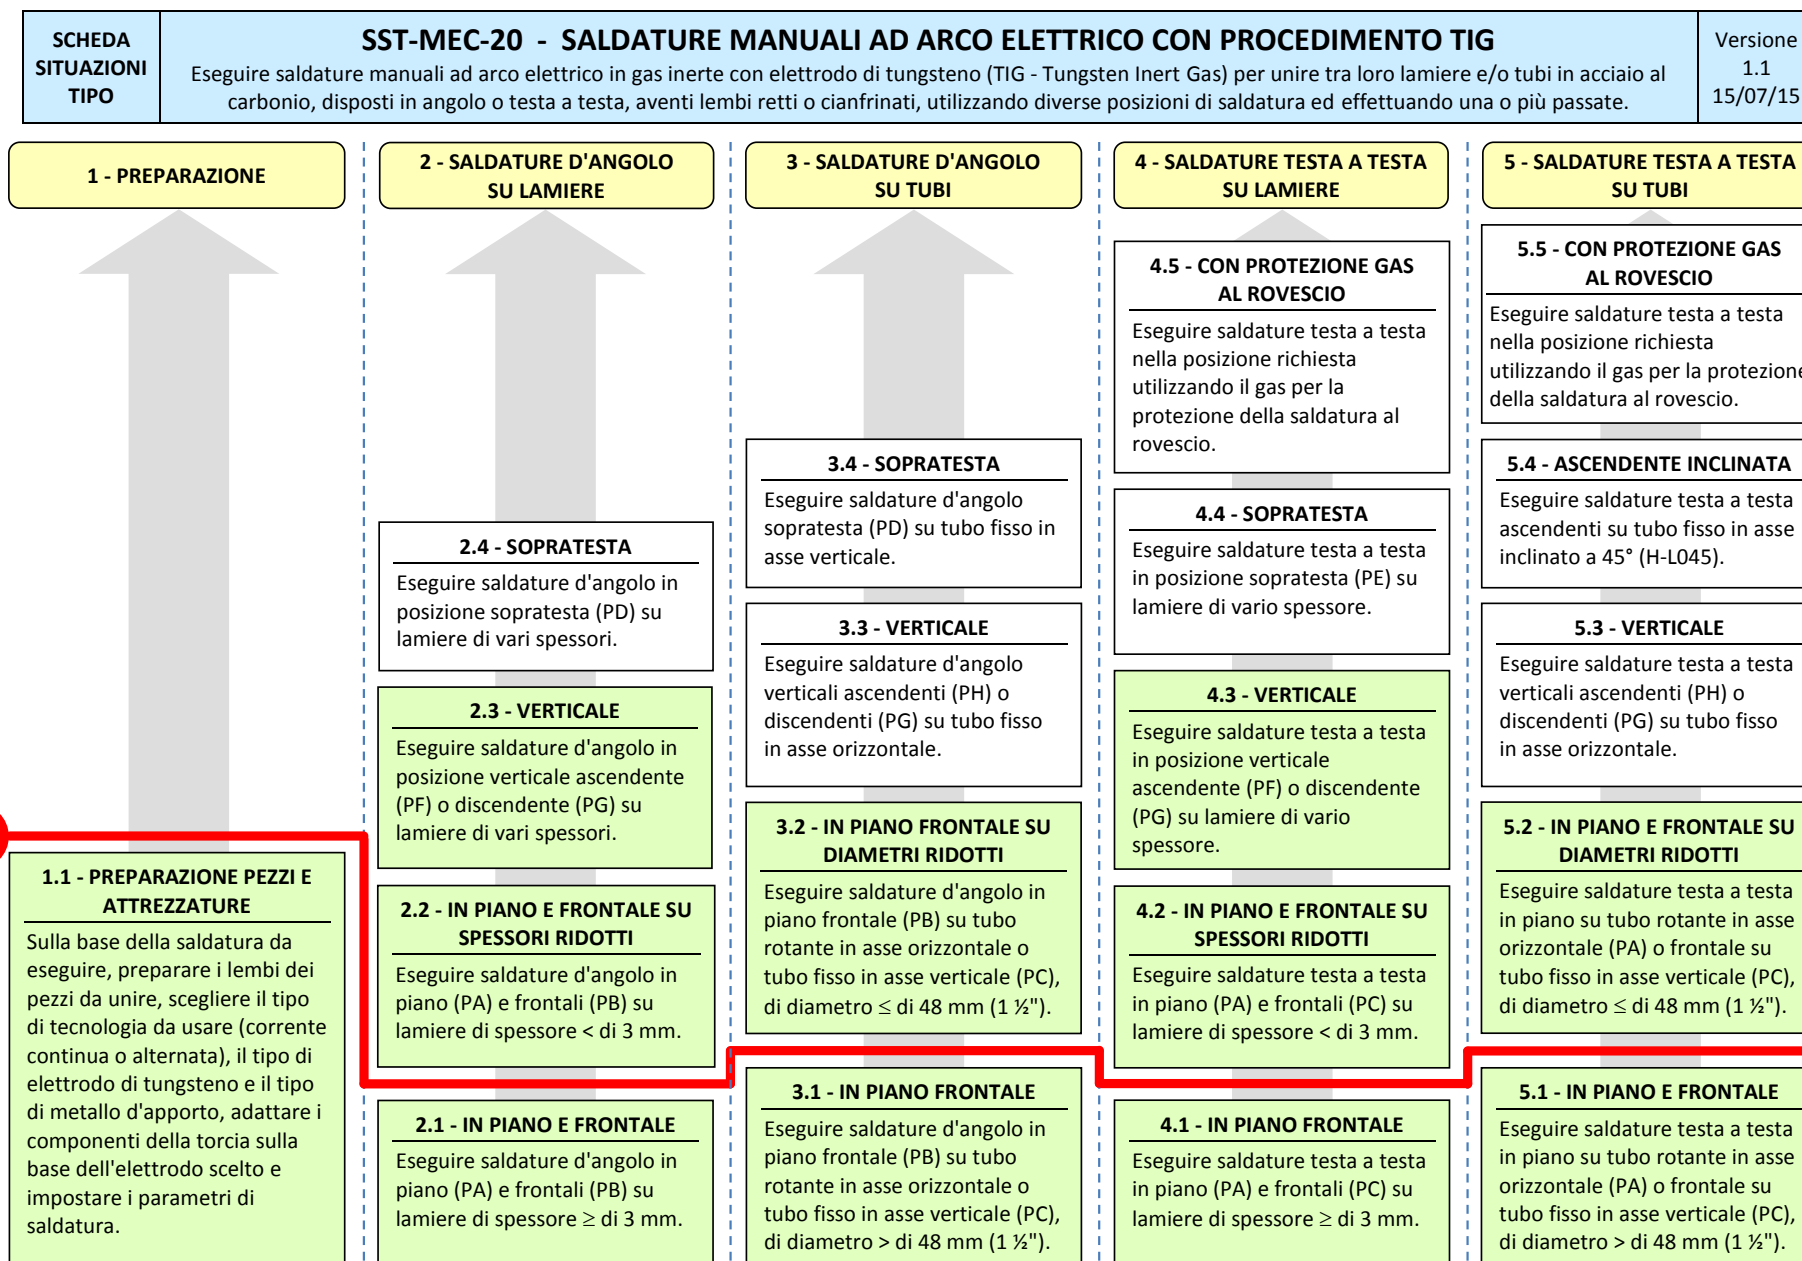 SCHEDA
SITUAZIONI
TIPO
SST-MEC-20 - SALDATURE MANUALI AD ARCO ELETTRICO CON PROCEDIMENTO TIG
Eseguire saldature manuali ad arco elettrico in gas inerte con elettrodo di tungsteno (TIG - Tungsten Inert Gas) per unire tra loro lamiere e/o tubi in acciaio al
carbonio, disposti in angolo o testa a testa, aventi lembi retti o cianfrinati, utilizzando diverse posizioni di saldatura ed effettuando una o più passate.
Versione
1.1
15/07/15
1 - PREPARAZIONE
1.1 - PREPARAZIONE PEZZI E
ATTREZZATURE
Sulla base della saldatura da
eseguire, preparare i lembi dei
pezzi da unire, scegliere il tipo
di tecnologia da usare (corrente
continua o alternata), il tipo di
elettrodo di tungsteno e il tipo
di metallo d'apporto, adattare i
componenti della torcia sulla
base dell'elettrodo scelto e
impostare i parametri di
saldatura.
2 - SALDATURE D'ANGOLO
SU LAMIERE
2.4 - SOPRATESTA
Eseguire saldature d'angolo in
posizione sopratesta (PD) su
lamiere di vari spessori.
2.3 - VERTICALE
Eseguire saldature d'angolo in
posizione verticale ascendente
(PF) o discendente (PG) su
lamiere di vari spessori.
2.2 - IN PIANO E FRONTALE SU
SPESSORI RIDOTTI
Eseguire saldature d'angolo in
piano (PA) e frontali (PB) su
lamiere di spessore < di 3 mm.
2.1 - IN PIANO E FRONTALE
Eseguire saldature d'angolo in
piano (PA) e frontali (PB) su
lamiere di spessore ≥ di 3 mm.
3 - SALDATURE D'ANGOLO
SU TUBI
3.4 - SOPRATESTA
Eseguire saldature d'angolo
sopratesta (PD) su tubo fisso in
asse verticale.
3.3 - VERTICALE
Eseguire saldature d'angolo
verticali ascendenti (PH) o
discendenti (PG) su tubo fisso
in asse orizzontale.
3.2 - IN PIANO FRONTALE SU
DIAMETRI RIDOTTI
Eseguire saldature d'angolo in
piano frontale (PB) su tubo
rotante in asse orizzontale o
tubo fisso in asse verticale (PC),
di diametro ≤ di 48 mm (1 ½").
3.1 - IN PIANO FRONTALE
Eseguire saldature d'angolo in
piano frontale (PB) su tubo
rotante in asse orizzontale o
tubo fisso in asse verticale (PC),
di diametro > di 48 mm (1 ½").
4 - SALDATURE TESTA A TESTA
SU LAMIERE
4.5 - CON PROTEZIONE GAS
AL ROVESCIO
Eseguire saldature testa a testa
nella posizione richiesta
utilizzando il gas per la
protezione della saldatura al
rovescio.
4.4 - SOPRATESTA
Eseguire saldature testa a testa
in posizione sopratesta (PE) su
lamiere di vario spessore.
4.3 - VERTICALE
Eseguire saldature testa a testa
in posizione verticale
ascendente (PF) o discendente
(PG) su lamiere di vario
spessore.
4.2 - IN PIANO E FRONTALE SU
SPESSORI RIDOTTI
Eseguire saldature testa a testa
in piano (PA) e frontali (PC) su
lamiere di spessore < di 3 mm.
4.1 - IN PIANO FRONTALE
Eseguire saldature testa a testa
in piano (PA) e frontali (PC) su
lamiere di spessore ≥ di 3 mm.
5 - SALDATURE TESTA A TESTA
SU TUBI
5.5 - CON PROTEZIONE GAS
AL ROVESCIO
Eseguire saldature testa a testa
nella posizione richiesta
utilizzando il gas per la protezione
della saldatura al rovescio.
5.4 - ASCENDENTE INCLINATA
Eseguire saldature testa a testa
ascendenti su tubo fisso in asse
inclinato a 45° (H-L045).
5.3 - VERTICALE
Eseguire saldature testa a testa
verticali ascendenti (PH) o
discendenti (PG) su tubo fisso
in asse orizzontale.
5.2 - IN PIANO E FRONTALE SU
DIAMETRI RIDOTTI
Eseguire saldature testa a testa
in piano su tubo rotante in asse
orizzontale (PA) o frontale su
tubo fisso in asse verticale (PC),
di diametro ≤ di 48 mm (1 ½").
5.1 - IN PIANO E FRONTALE
Eseguire saldature testa a testa
in piano su tubo rotante in asse
orizzontale (PA) o frontale su
tubo fisso in asse verticale (PC),
di diametro > di 48 mm (1 ½").